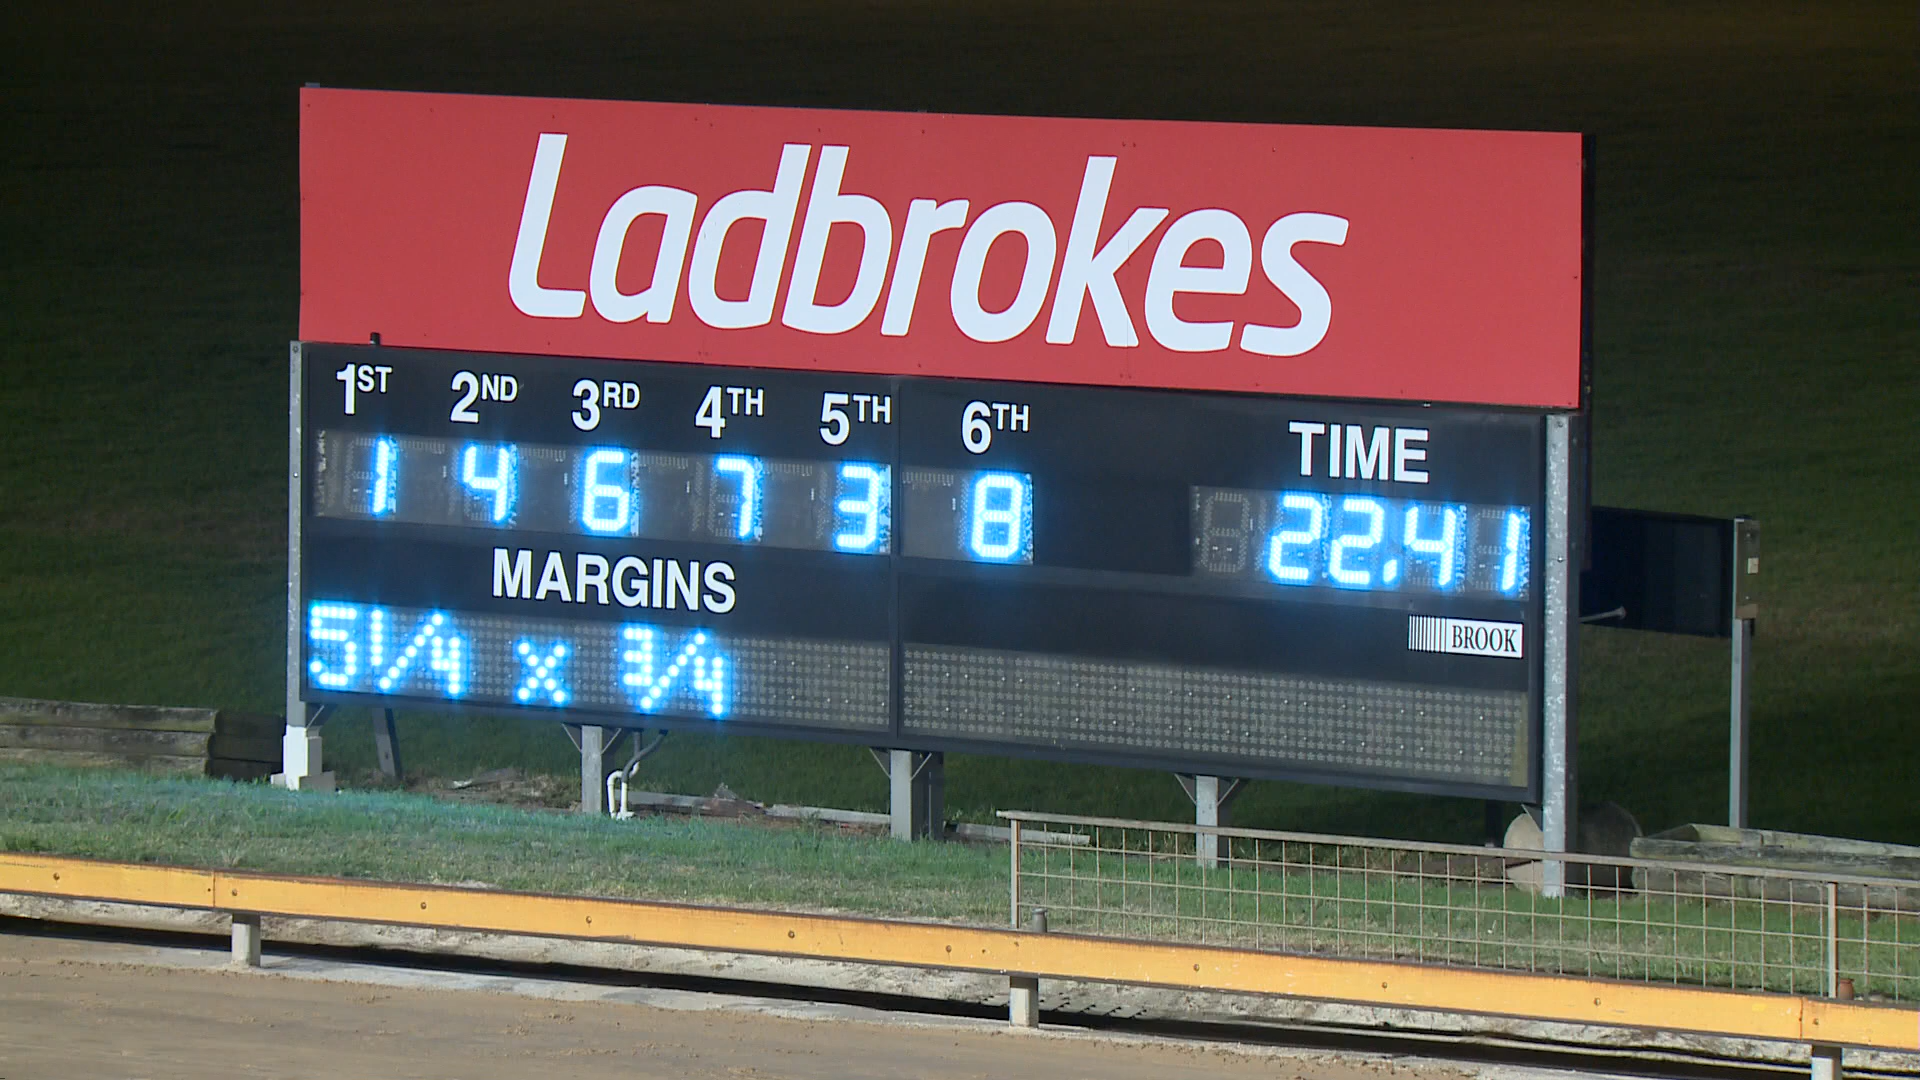 Ladbrokes
1ST 2ND 3RD 4TH 5TH 6TH TIME
1 4 6 7 3 8 22.41
MARGINS
BROOK
5 1/4 x 3/4